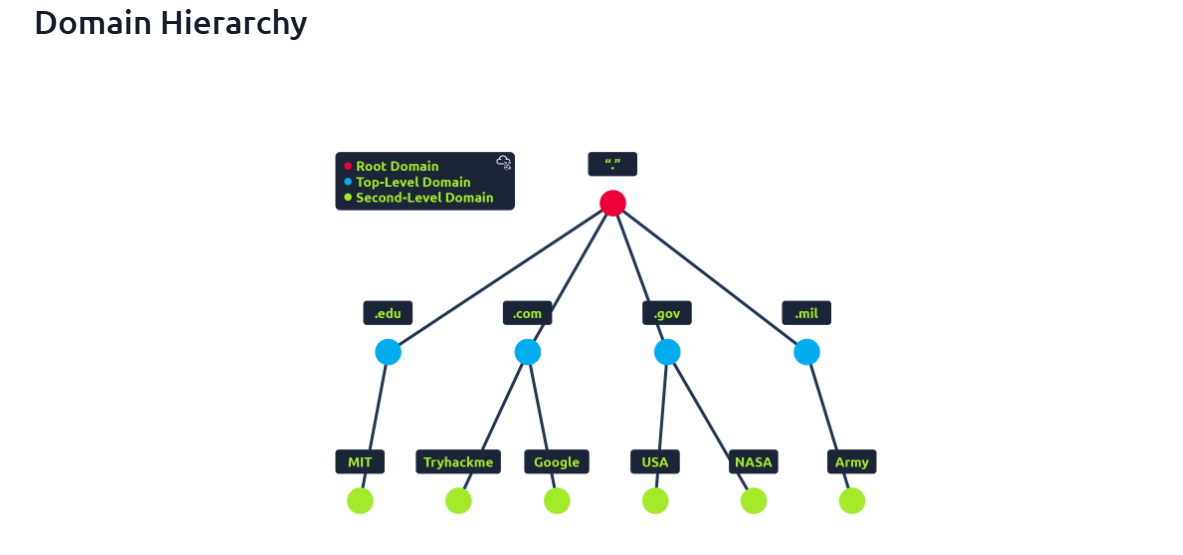 Domain Hierarchy
Root Domain
Top-Level Domain
Second-Level Domain
“.”
.edu
.com
.gov
.mil
MIT
Tryhackme
Google
USA
NASA
Army